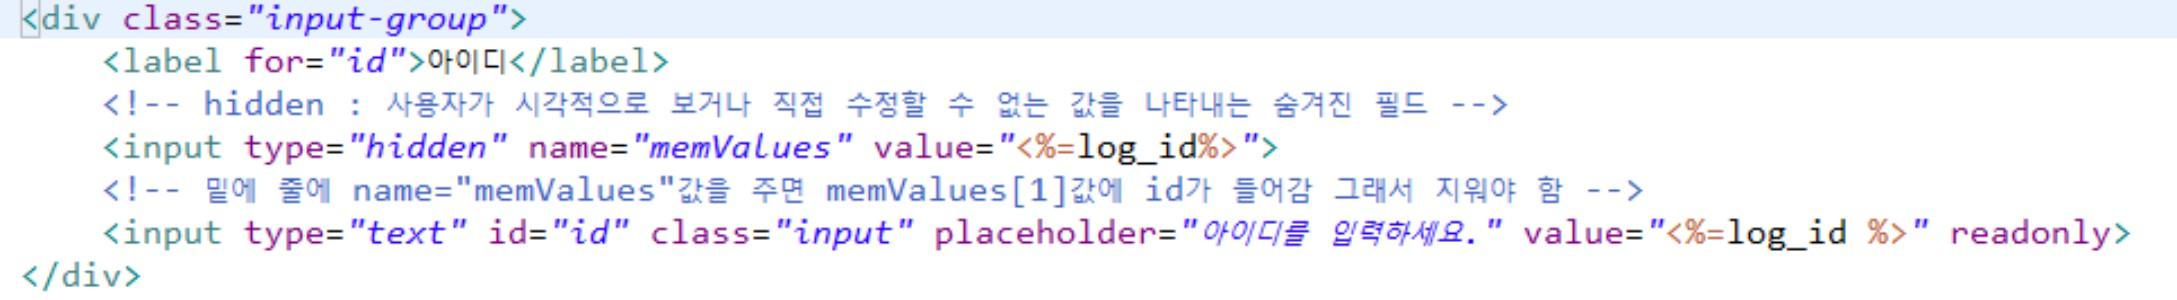 <div class="input-group">
<label for="id">아이디</label>
<!-- hidden : 사용자가 시각적으로 보거나 직접 수정할 수 없는 값을 나타내는 숨겨진 필드 -->
<input type="hidden" name="memValues" value="<%=log_id%>">
<!-- 밑에 줄에 name="memValues"값을 주면 memValues[1]값에 id가 들어감 그래서 지워야 함 -->
<input type="text" id="id" class="input" placeholder="아이디를 입력하세요." value="<%=log_id %>" readonly>
</div>